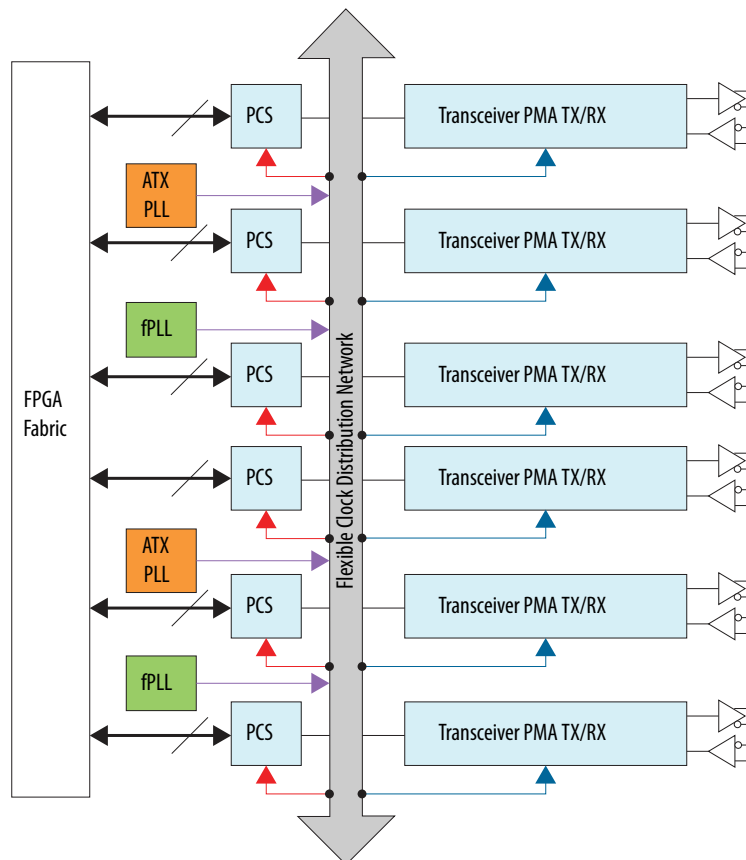 PCS
Transceiver PMA TX/RX
ATX
PLL
PCS
Transceiver PMA TX/RX
fPLL
PCS
Transceiver PMA TX/RX
FPGA
Fabric
Flexible Clock Distribution Network
PCS
Transceiver PMA TX/RX
ATX
PLL
PCS
Transceiver PMA TX/RX
fPLL
PCS
Transceiver PMA TX/RX